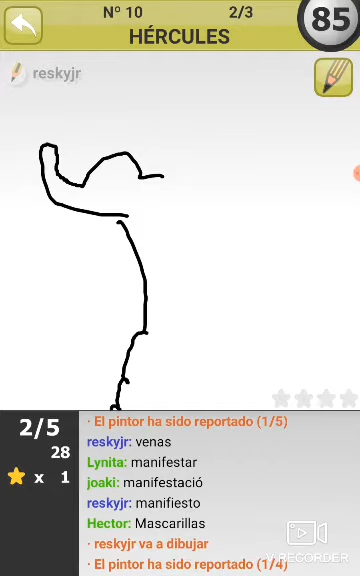 Nº 10
2/3
85
HÉRCULES
reskyjr
2/5
28
x 1
· El pintor ha sido reportado (1/5)
reskyjr: venas
Lynita: manifestar
joaki: manifestació
reskyjr: manifiesto
Hector: Mascarillas
· reskyjr va a dibujar
· El pintor ha sido reportado (1/4)
V RECORDER